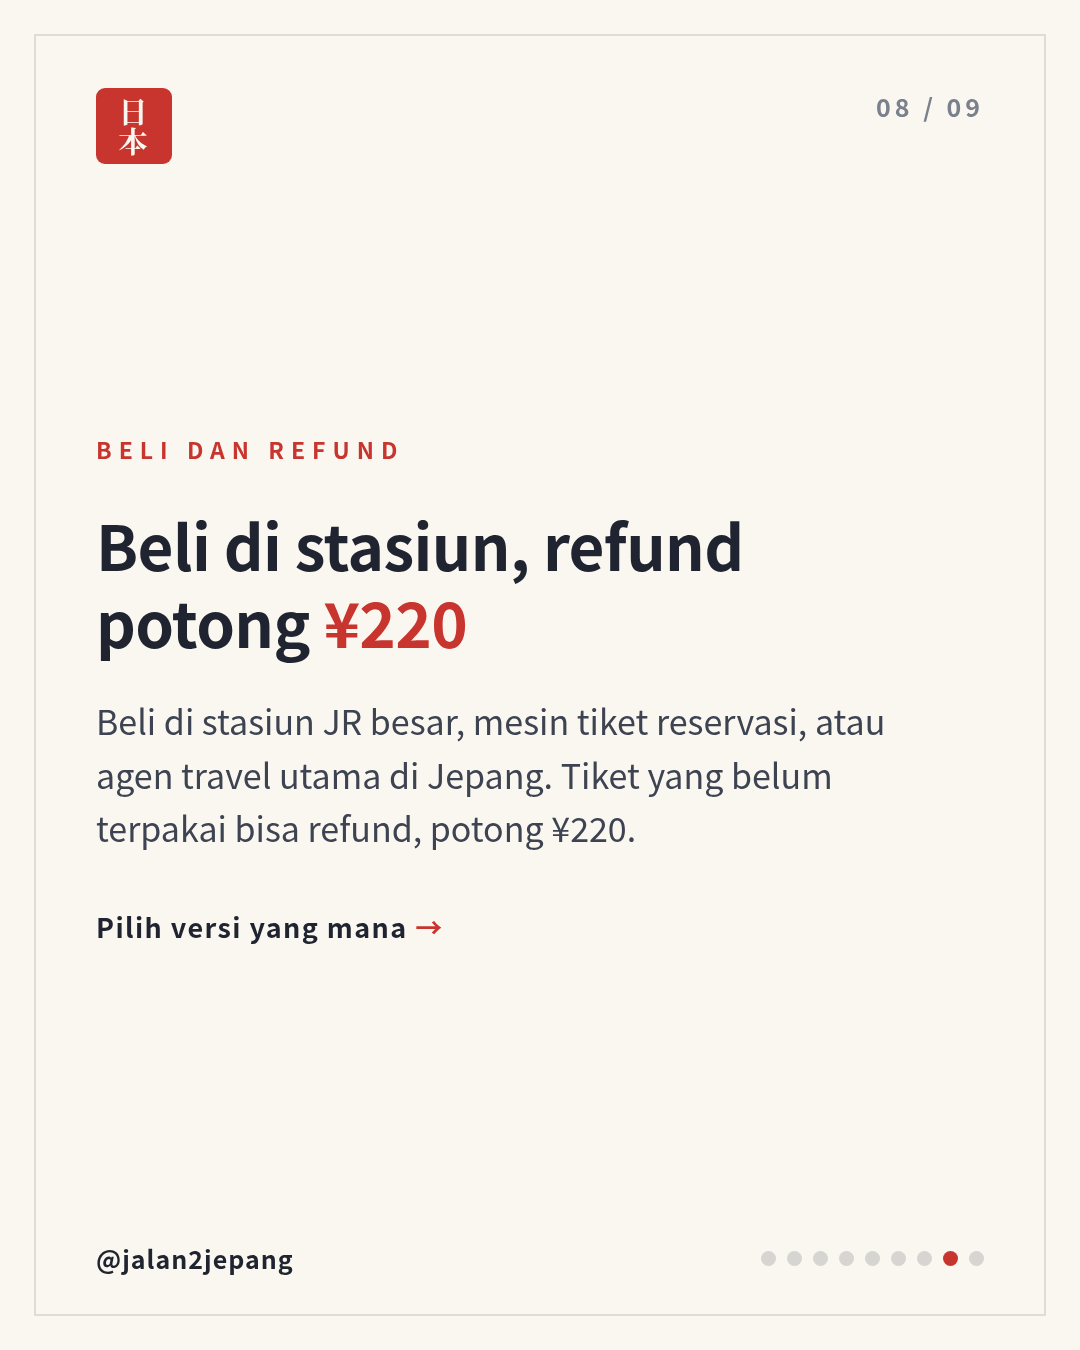 日
本
08 / 09
BELI DAN REFUND
Beli di stasiun, refund
potong ¥220
Beli di stasiun JR besar, mesin tiket reservasi, atau
agen travel utama di Jepang. Tiket yang belum
terpakai bisa refund, potong ¥220.
Pilih versi yang mana →
@jalan2jepang